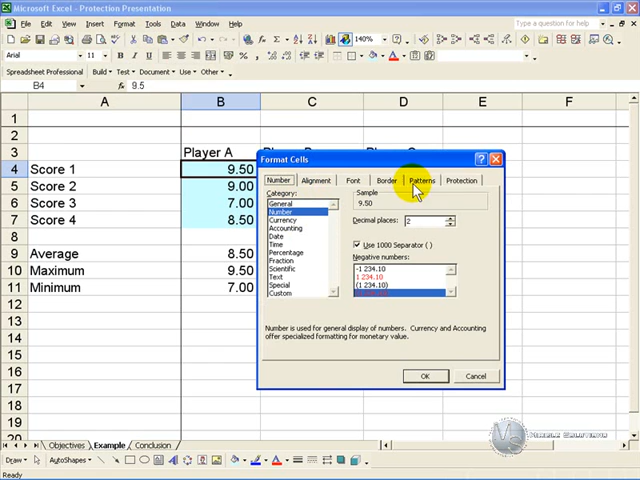 Microsoft Excel - Protection Presentation
File Edit View Insert Format Tools Data Window Help
Type a question for help
140%
Arial 11
Spreadsheet Professional Build Test Document Use Other
B4 9.5
A B C D E F
1
2
3 Player A
4 Score 1 9.50
5 Score 2 9.00
6 Score 3 7.00
7 Score 4 8.50
8
9 Average 8.50
10 Maximum 9.50
11 Minimum 7.00
12
13
14
15
16
17
18
19
20
Format Cells
Number Alignment Font Border Patterns Protection
Category:
General
Number
Currency
Accounting
Date
Time
Percentage
Fraction
Scientific
Text
Special
Custom
Sample
9.50
Decimal places: 2
Use 1000 Separator ( )
Negative numbers:
-1 234.10
1 234.10
(1 234.10)
Number is used for general display of numbers. Currency and Accounting
offer specialized formatting for monetary value.
OK Cancel
Objectives Example Conclusion
Draw AutoShapes
Ready